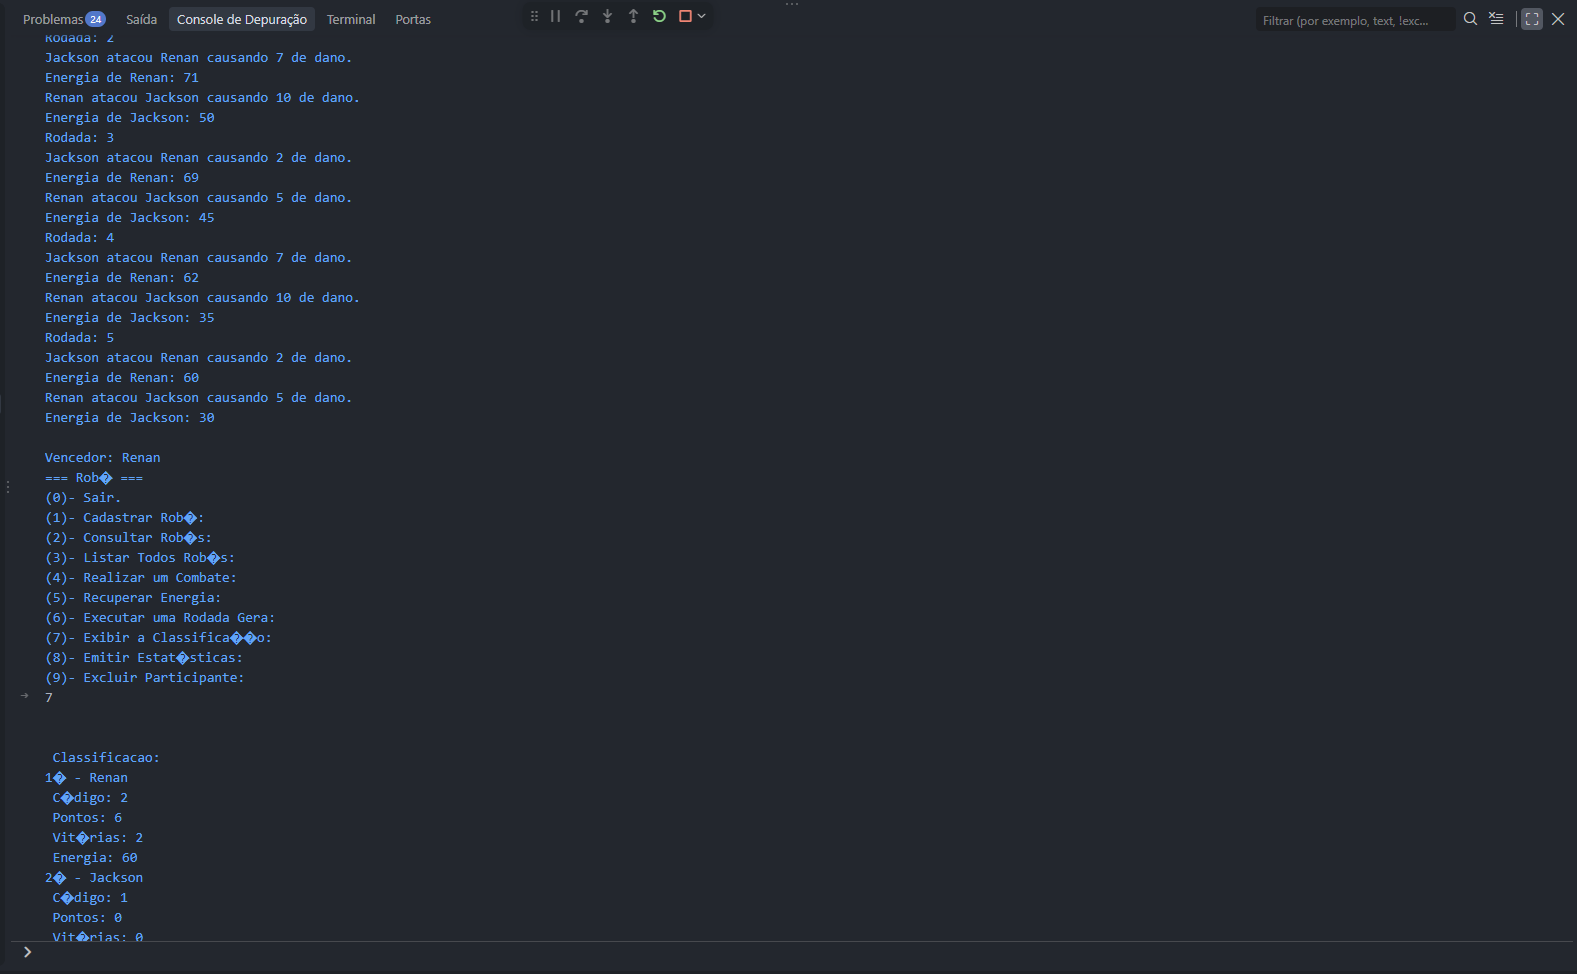 Problemas 24 Saída Console de Depuração Terminal Portas
Filtrar (por exemplo, text, !exc...
Rodada: 2
Jackson atacou Renan causando 7 de dano.
Energia de Renan: 71
Renan atacou Jackson causando 10 de dano.
Energia de Jackson: 50
Rodada: 3
Jackson atacou Renan causando 2 de dano.
Energia de Renan: 69
Renan atacou Jackson causando 5 de dano.
Energia de Jackson: 45
Rodada: 4
Jackson atacou Renan causando 7 de dano.
Energia de Renan: 62
Renan atacou Jackson causando 10 de dano.
Energia de Jackson: 35
Rodada: 5
Jackson atacou Renan causando 2 de dano.
Energia de Renan: 60
Renan atacou Jackson causando 5 de dano.
Energia de Jackson: 30
Vencedor: Renan
=== Rob� ===
(0)- Sair.
(1)- Cadastrar Rob�:
(2)- Consultar Rob�s:
(3)- Listar Todos Rob�s:
(4)- Realizar um Combate:
(5)- Recuperar Energia:
(6)- Executar uma Rodada Gera:
(7)- Exibir a Classifica��o:
(8)- Emitir Estat�sticas:
(9)- Excluir Participante:
7
Classificacao:
1� - Renan
C�digo: 2
Pontos: 6
Vit�rias: 2
Energia: 60
2� - Jackson
C�digo: 1
Pontos: 0
Vit�rias: 0